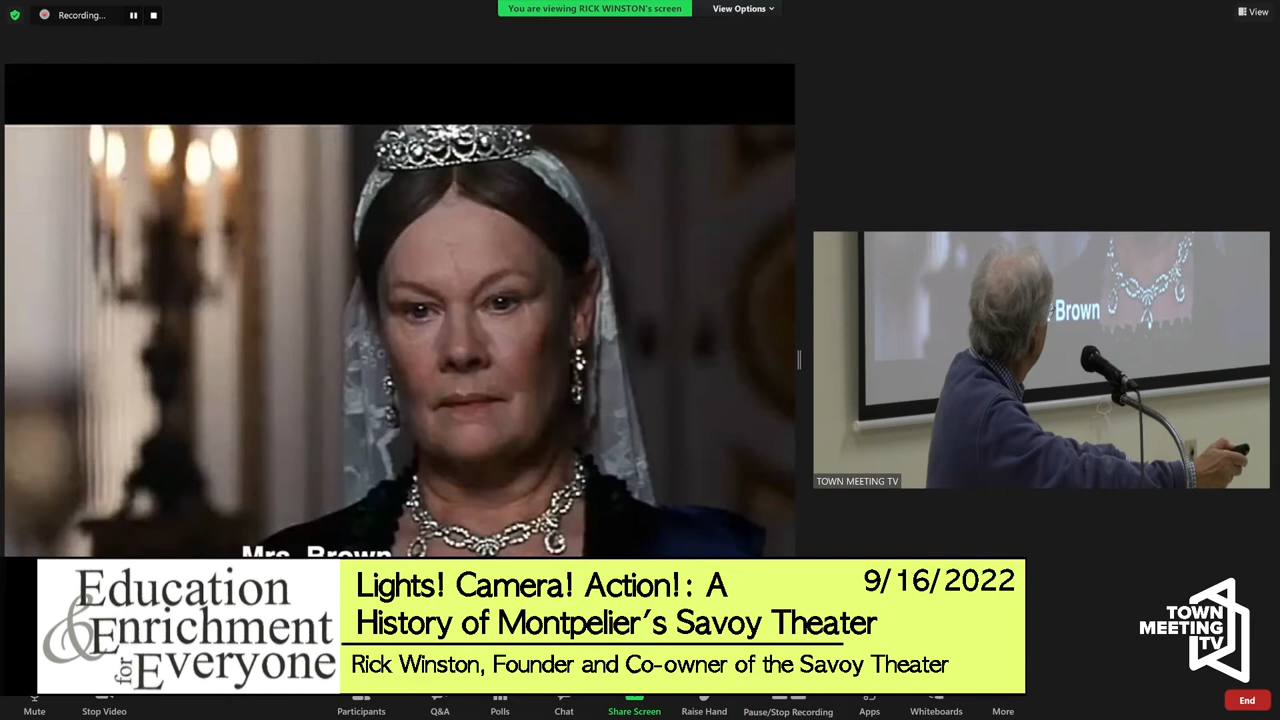 Recording...
You are viewing RICK WINSTON's screen
View Options
View
Brown
TOWN MEETING TV
Mrs. Brown
Education
& Enrichment
for Everyone
Lights! Camera! Action!: A
9/16/2022
History of Montpelier's Savoy Theater
Rick Winston, Founder and Co-owner of the Savoy Theater
TOWN
MEETING
TV
Mute
Stop Video
Participants
Q&A
Polls
Chat
Share Screen
Raise Hand
Pause/Stop Recording
Apps
Whiteboards
More
End